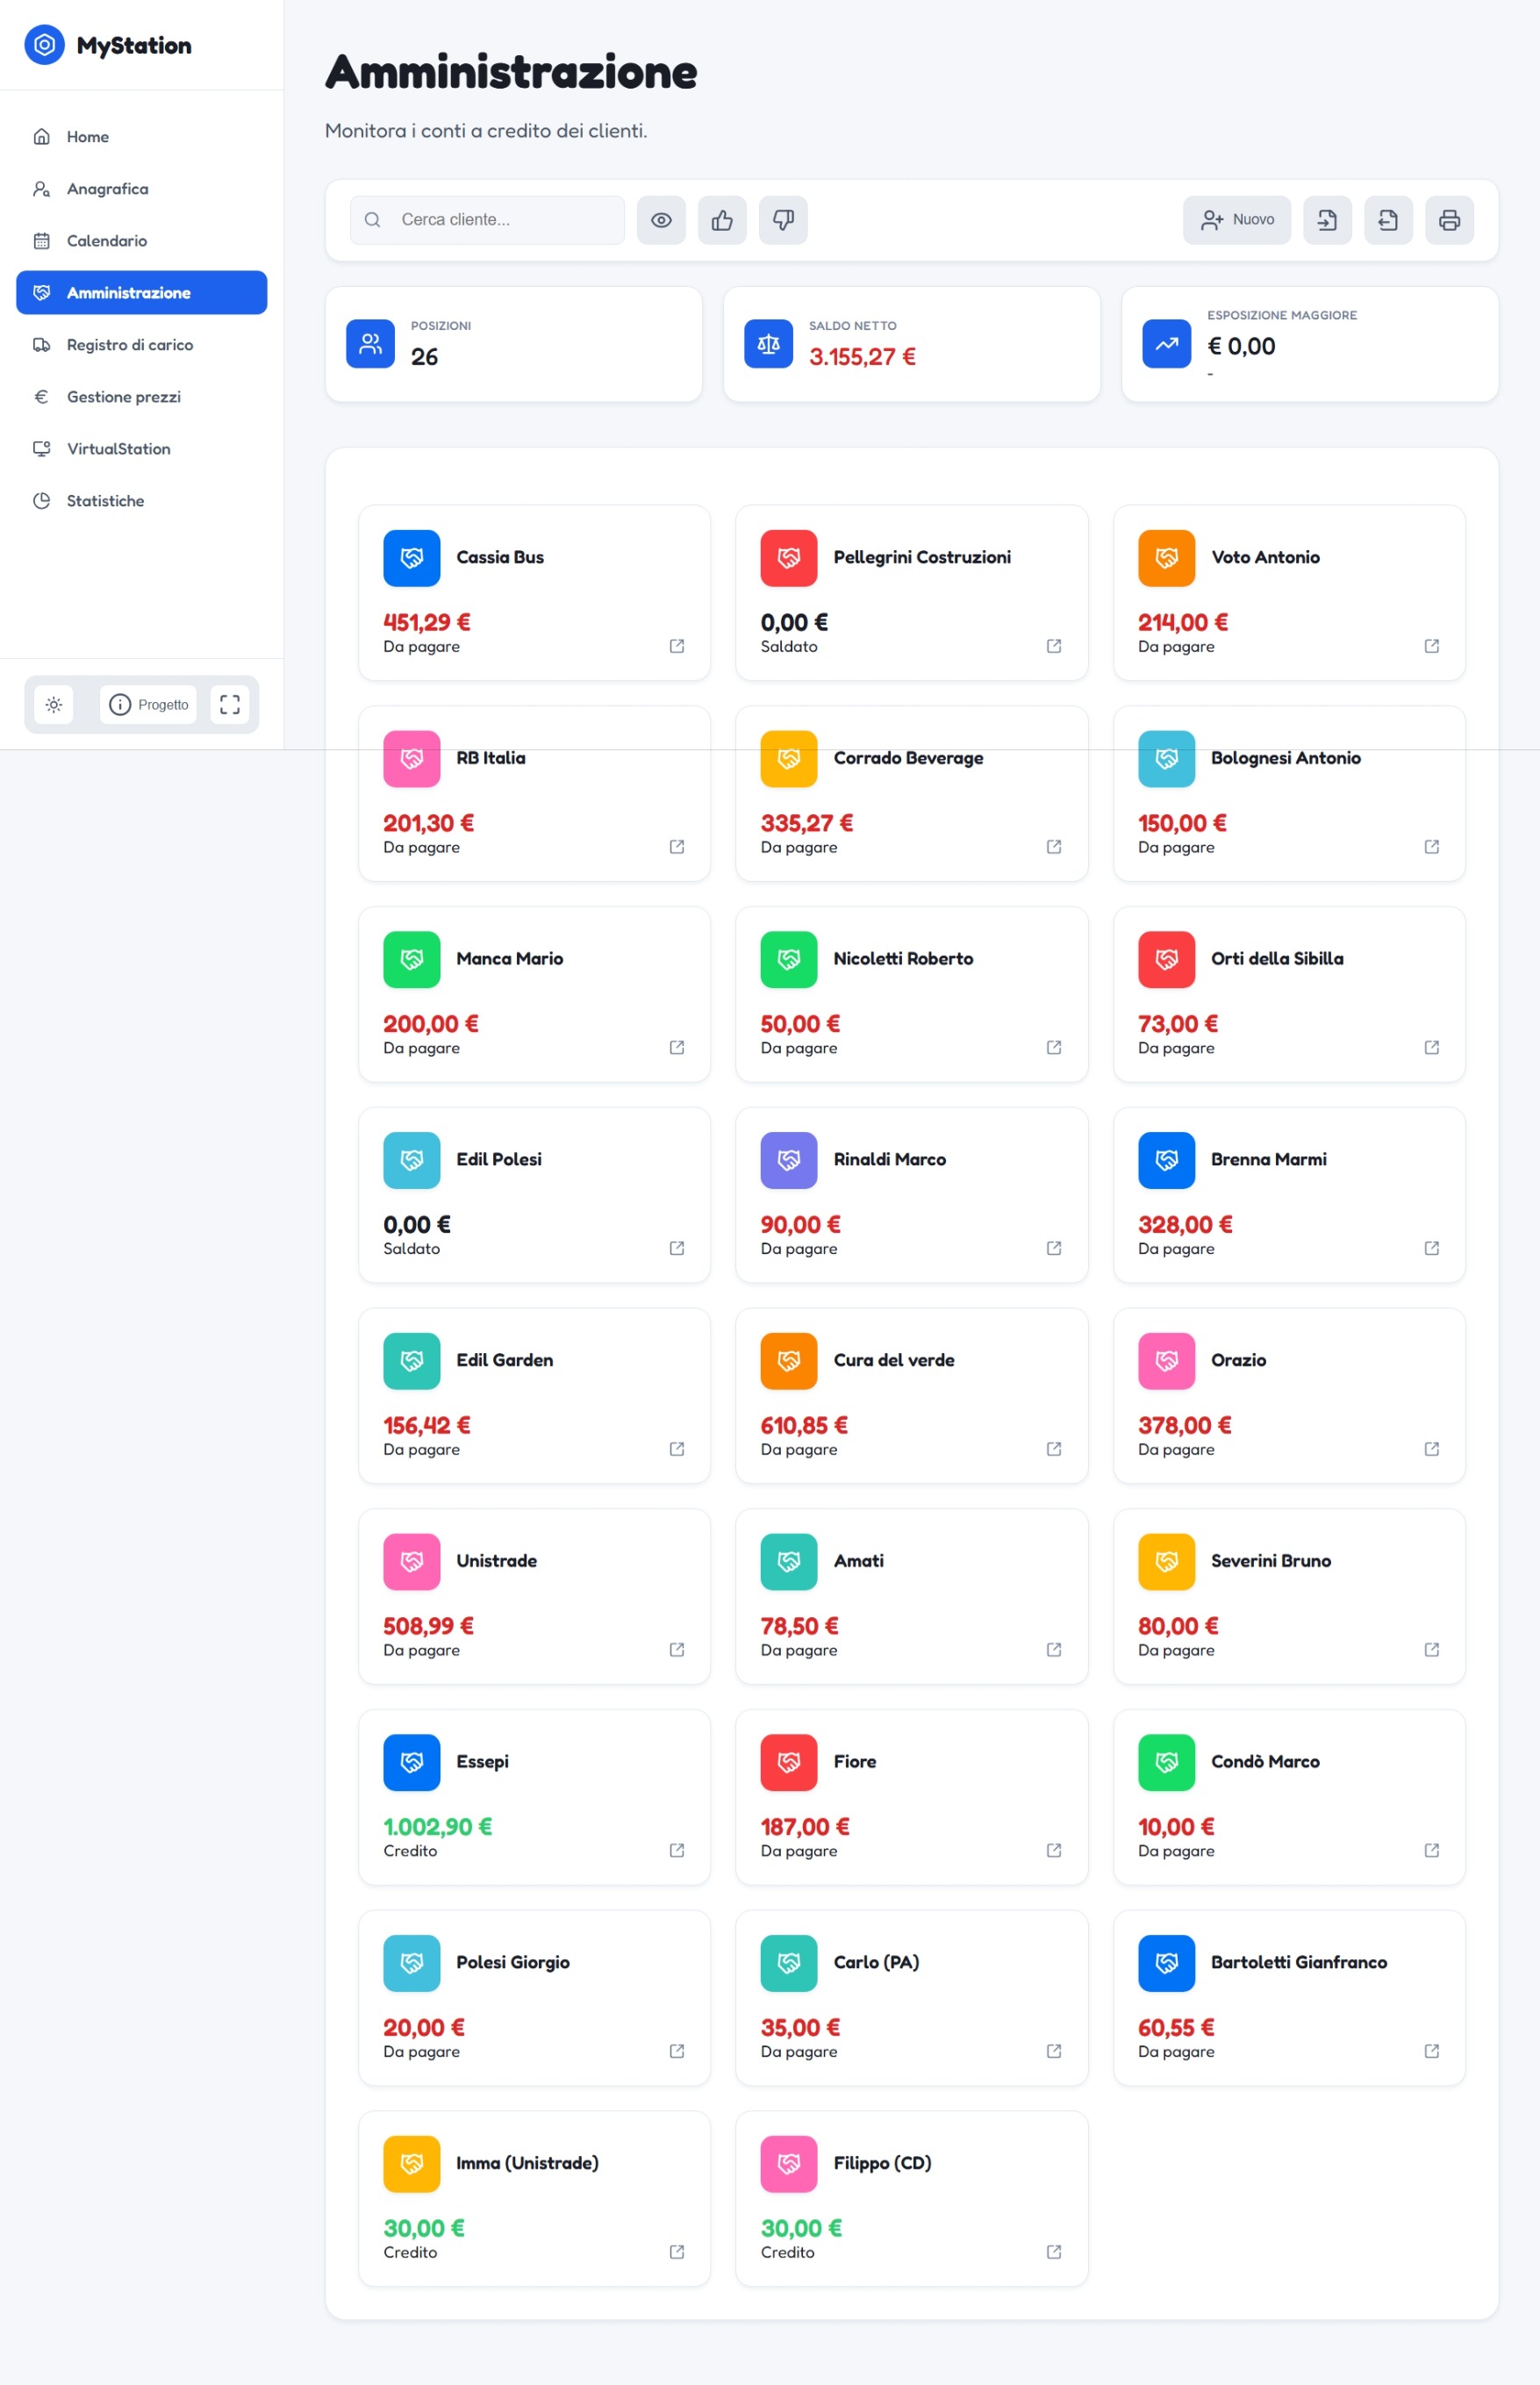 MyStation
Home
Anagrafica
Calendario
Amministrazione
Registro di carico
€ Gestione prezzi
VirtualStation
Statistiche
Progetto
Amministrazione
Monitora i conti a credito dei clienti.
Cerca cliente...
Nuovo
POSIZIONI
26
SALDO NETTO
3.155,27 €
ESPOSIZIONE MAGGIORE
€ 0,00
-
Cassia Bus
451,29 €
Da pagare
Pellegrini Costruzioni
0,00 €
Saldato
Voto Antonio
214,00 €
Da pagare
RB Italia
201,30 €
Da pagare
Corrado Beverage
335,27 €
Da pagare
Bolognesi Antonio
150,00 €
Da pagare
Manca Mario
200,00 €
Da pagare
Nicoletti Roberto
50,00 €
Da pagare
Orti della Sibilla
73,00 €
Da pagare
Edil Polesi
0,00 €
Saldato
Rinaldi Marco
90,00 €
Da pagare
Brenna Marmi
328,00 €
Da pagare
Edil Garden
156,42 €
Da pagare
Cura del verde
610,85 €
Da pagare
Orazio
378,00 €
Da pagare
Unistrade
508,99 €
Da pagare
Amati
78,50 €
Da pagare
Severini Bruno
80,00 €
Da pagare
Essepi
1.002,90 €
Credito
Fiore
187,00 €
Da pagare
Condò Marco
10,00 €
Da pagare
Polesi Giorgio
20,00 €
Da pagare
Carlo (PA)
35,00 €
Da pagare
Bartoletti Gianfranco
60,55 €
Da pagare
Imma (Unistrade)
30,00 €
Credito
Filippo (CD)
30,00 €
Credito